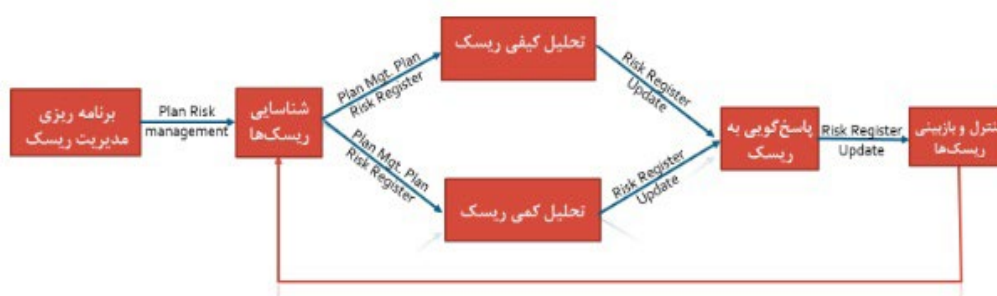 برنامه ریزی
مدیریت ریسک
Plan Risk
management
شناسایی
ریسک‌ها
Plan Mgt. Plan
Risk Register
Plan Mgt. Plan
Risk Register
تحلیل کیفی ریسک
تحلیل کمی ریسک
Risk Register
Update
Risk Register
Update
پاسخ‌گویی به
ریسک
Risk Register
Update
کنترل و بازبینی
ریسک‌ها